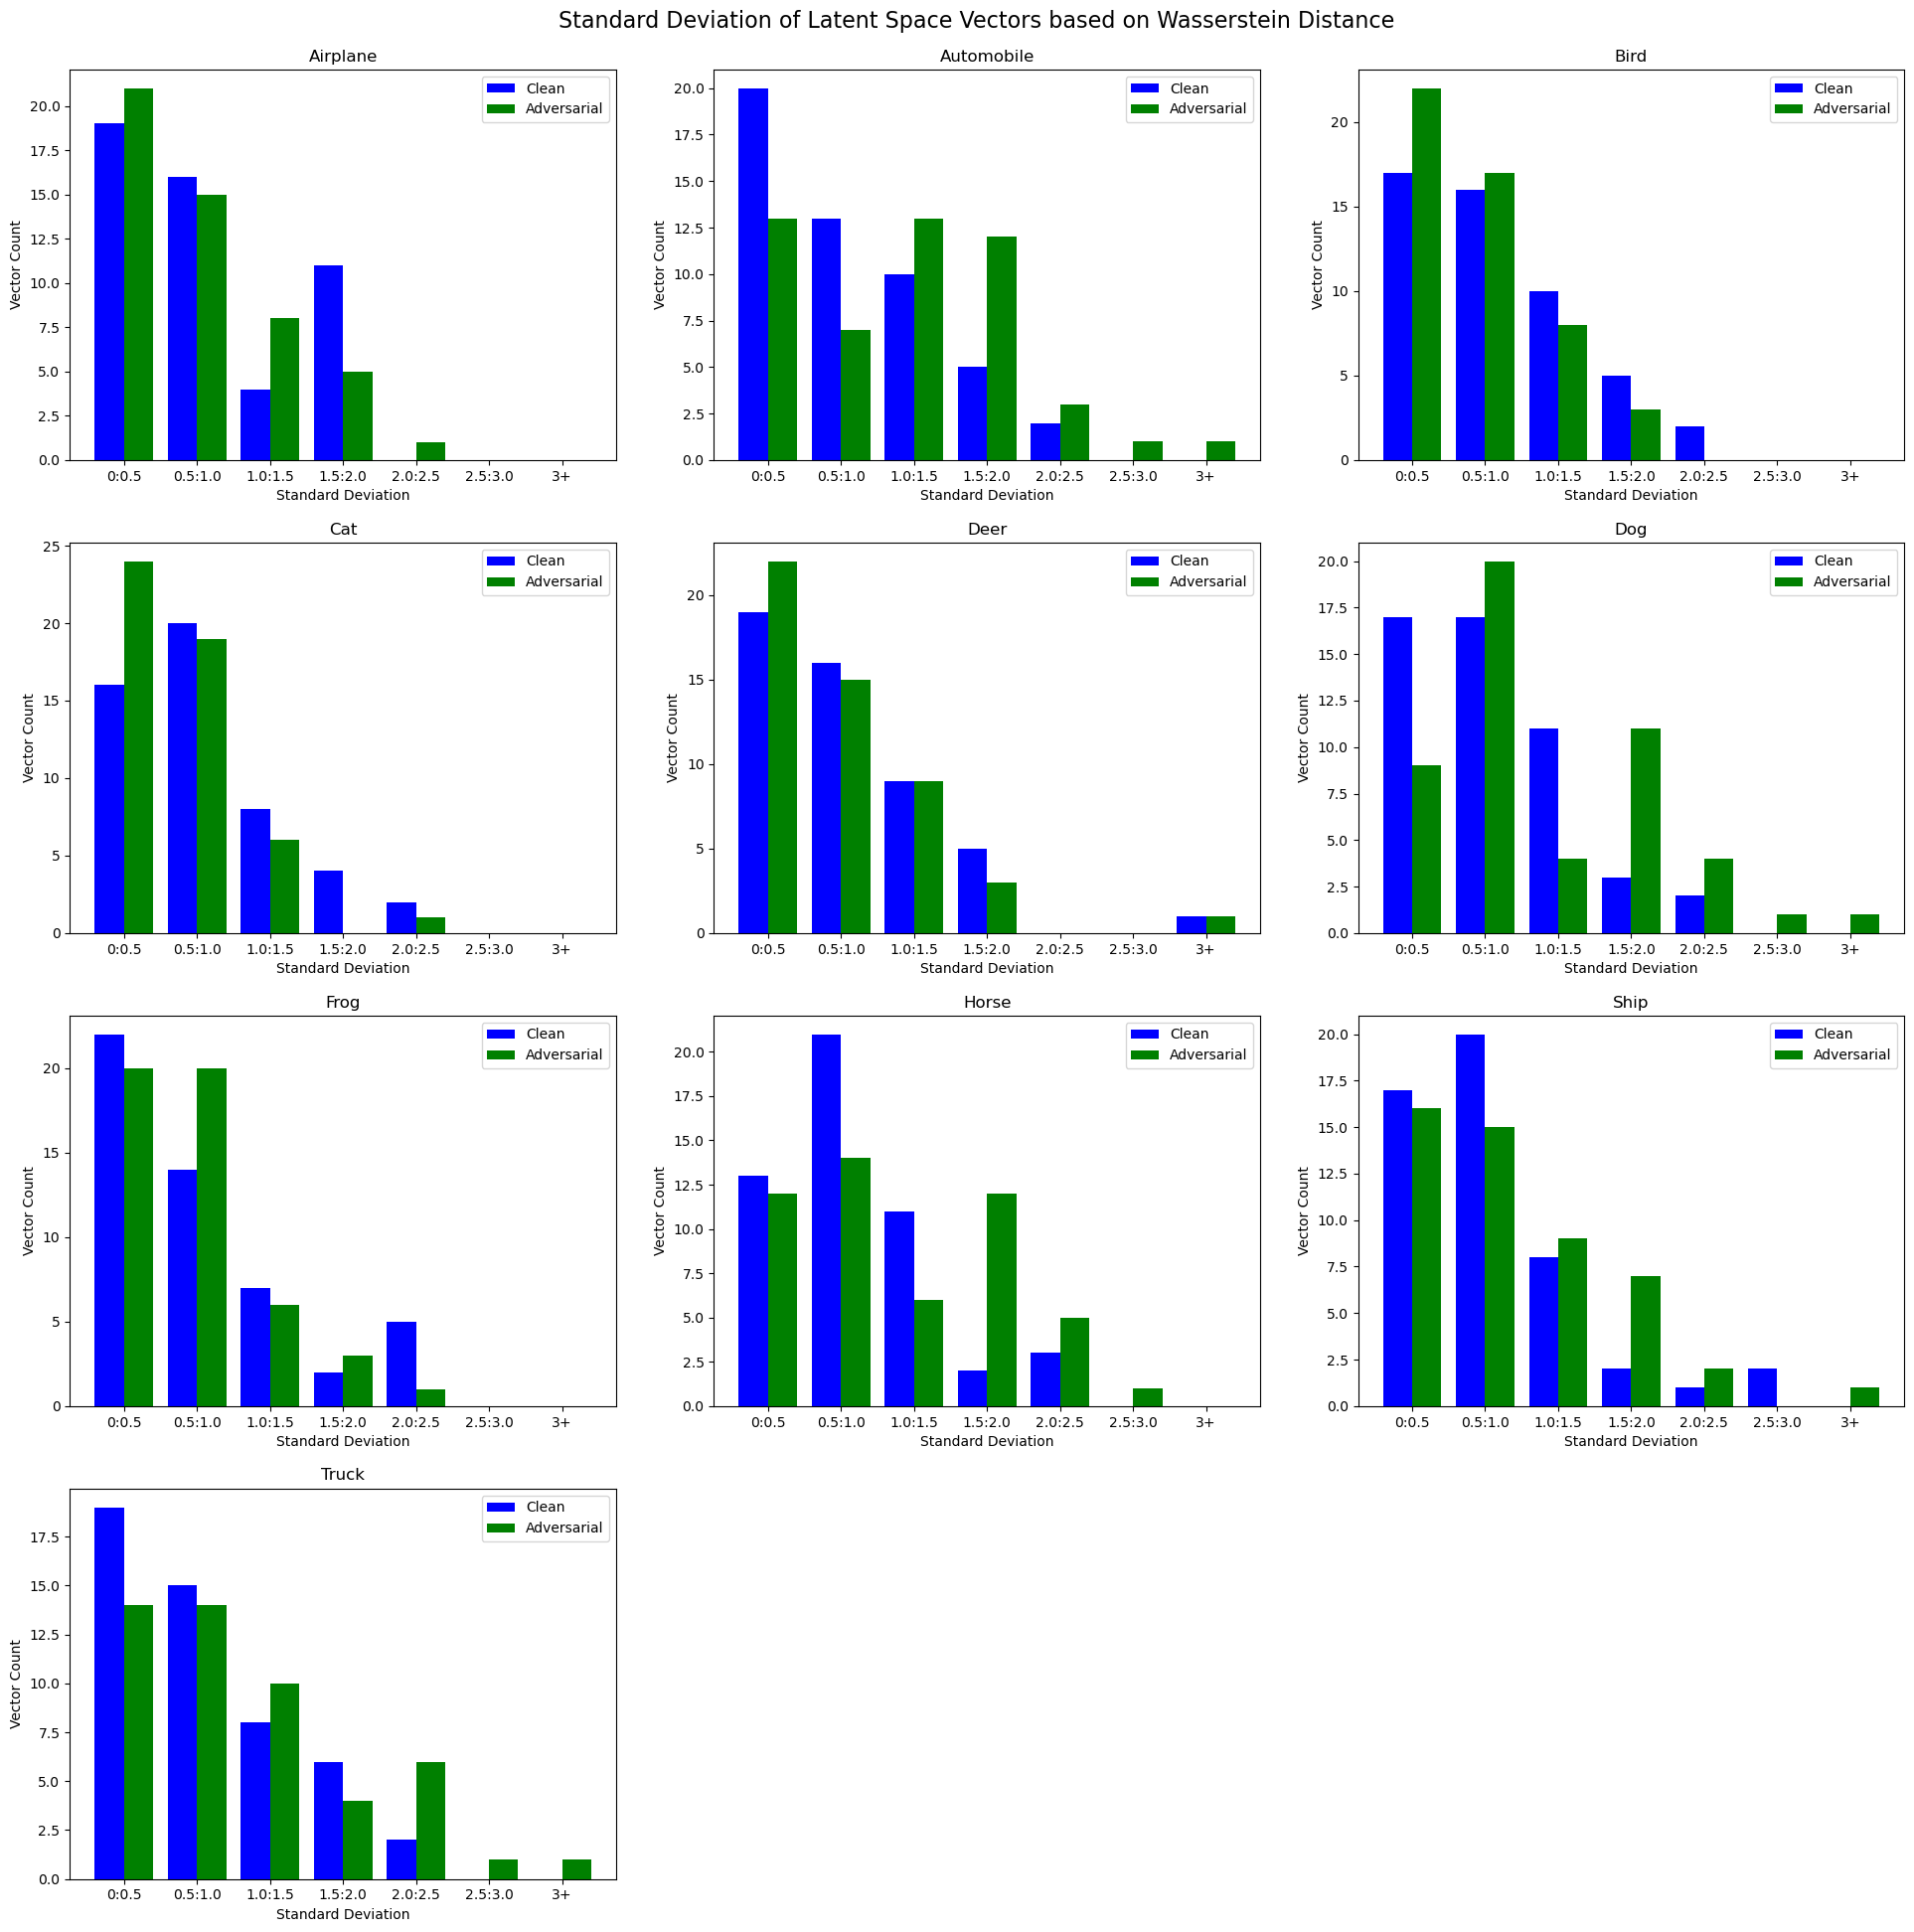 Standard Deviation of Latent Space Vectors based on Wasserstein Distance
Airplane
Clean
Adversarial
Vector Count
20.0
17.5
15.0
12.5
10.0
7.5
5.0
2.5
0.0
0:0.5 0.5:1.0 1.0:1.5 1.5:2.0 2.0:2.5 2.5:3.0 3+
Standard Deviation
Automobile
Clean
Adversarial
Vector Count
20.0
17.5
15.0
12.5
10.0
7.5
5.0
2.5
0.0
0:0.5 0.5:1.0 1.0:1.5 1.5:2.0 2.0:2.5 2.5:3.0 3+
Standard Deviation
Bird
Clean
Adversarial
Vector Count
20
15
10
5
0
0:0.5 0.5:1.0 1.0:1.5 1.5:2.0 2.0:2.5 2.5:3.0 3+
Standard Deviation
Cat
Clean
Adversarial
Vector Count
25
20
15
10
5
0
0:0.5 0.5:1.0 1.0:1.5 1.5:2.0 2.0:2.5 2.5:3.0 3+
Standard Deviation
Deer
Clean
Adversarial
Vector Count
20
15
10
5
0
0:0.5 0.5:1.0 1.0:1.5 1.5:2.0 2.0:2.5 2.5:3.0 3+
Standard Deviation
Dog
Clean
Adversarial
Vector Count
20.0
17.5
15.0
12.5
10.0
7.5
5.0
2.5
0.0
0:0.5 0.5:1.0 1.0:1.5 1.5:2.0 2.0:2.5 2.5:3.0 3+
Standard Deviation
Frog
Clean
Adversarial
Vector Count
20
15
10
5
0
0:0.5 0.5:1.0 1.0:1.5 1.5:2.0 2.0:2.5 2.5:3.0 3+
Standard Deviation
Horse
Clean
Adversarial
Vector Count
20.0
17.5
15.0
12.5
10.0
7.5
5.0
2.5
0.0
0:0.5 0.5:1.0 1.0:1.5 1.5:2.0 2.0:2.5 2.5:3.0 3+
Standard Deviation
Ship
Clean
Adversarial
Vector Count
20.0
17.5
15.0
12.5
10.0
7.5
5.0
2.5
0.0
0:0.5 0.5:1.0 1.0:1.5 1.5:2.0 2.0:2.5 2.5:3.0 3+
Standard Deviation
Truck
Clean
Adversarial
Vector Count
17.5
15.0
12.5
10.0
7.5
5.0
2.5
0.0
0:0.5 0.5:1.0 1.0:1.5 1.5:2.0 2.0:2.5 2.5:3.0 3+
Standard Deviation